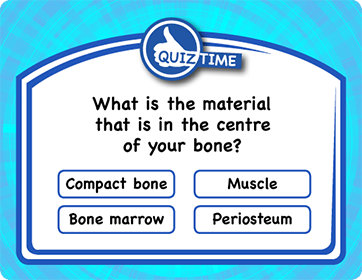 QUIZ TIME
What is the material
that is in the centre
of your bone?
Compact bone
Muscle
Bone marrow
Periosteum